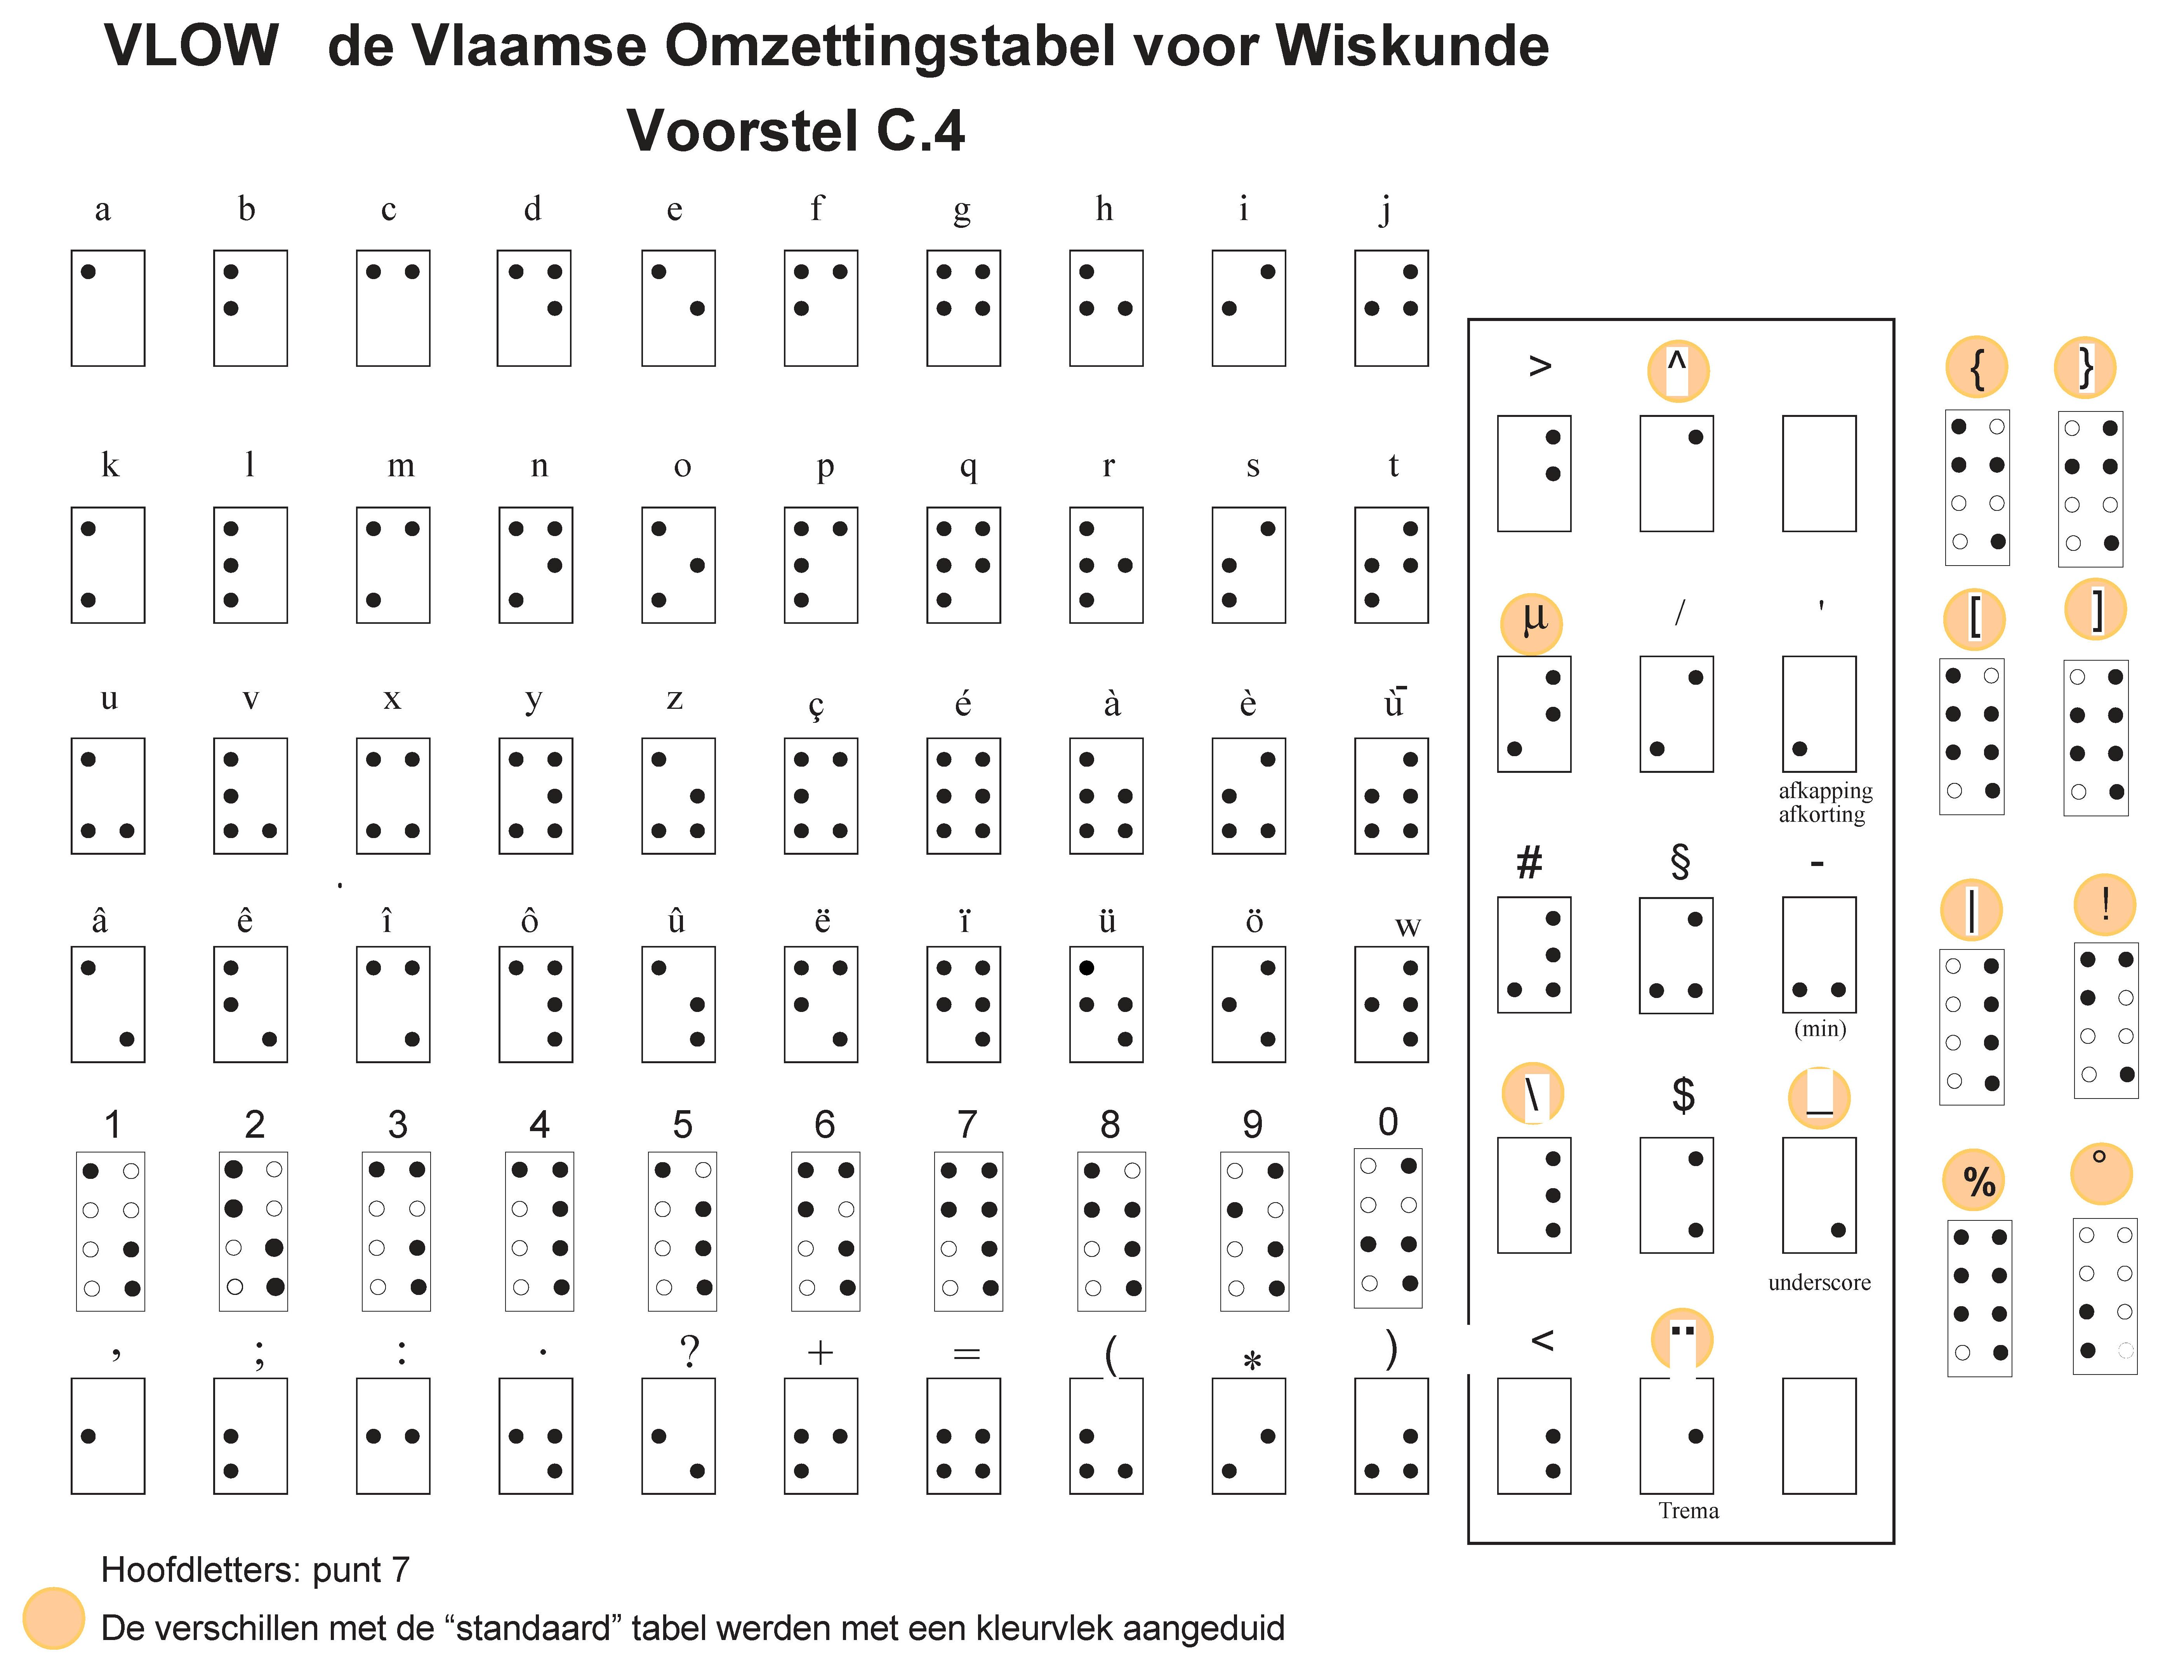 VLOW de Vlaamse Omzettingstabel voor Wiskunde
Voorstel C.4
a b c d e f g h i j
k l m n o p q r s t
u v x y z ç é à è ù-
â ê î ô û ë ï ü ö w
1 2 3 4 5 6 7 8 9 0
, ; : . ? + = ( * )
> ^
µ / '
afkapping
afkorting
# § -
(min)
\ $ _
underscore
< ¨
Trema
{ }
[ ]
| !
% °
Hoofdletters: punt 7
De verschillen met de “standaard” tabel werden met een kleurvlek aangeduid